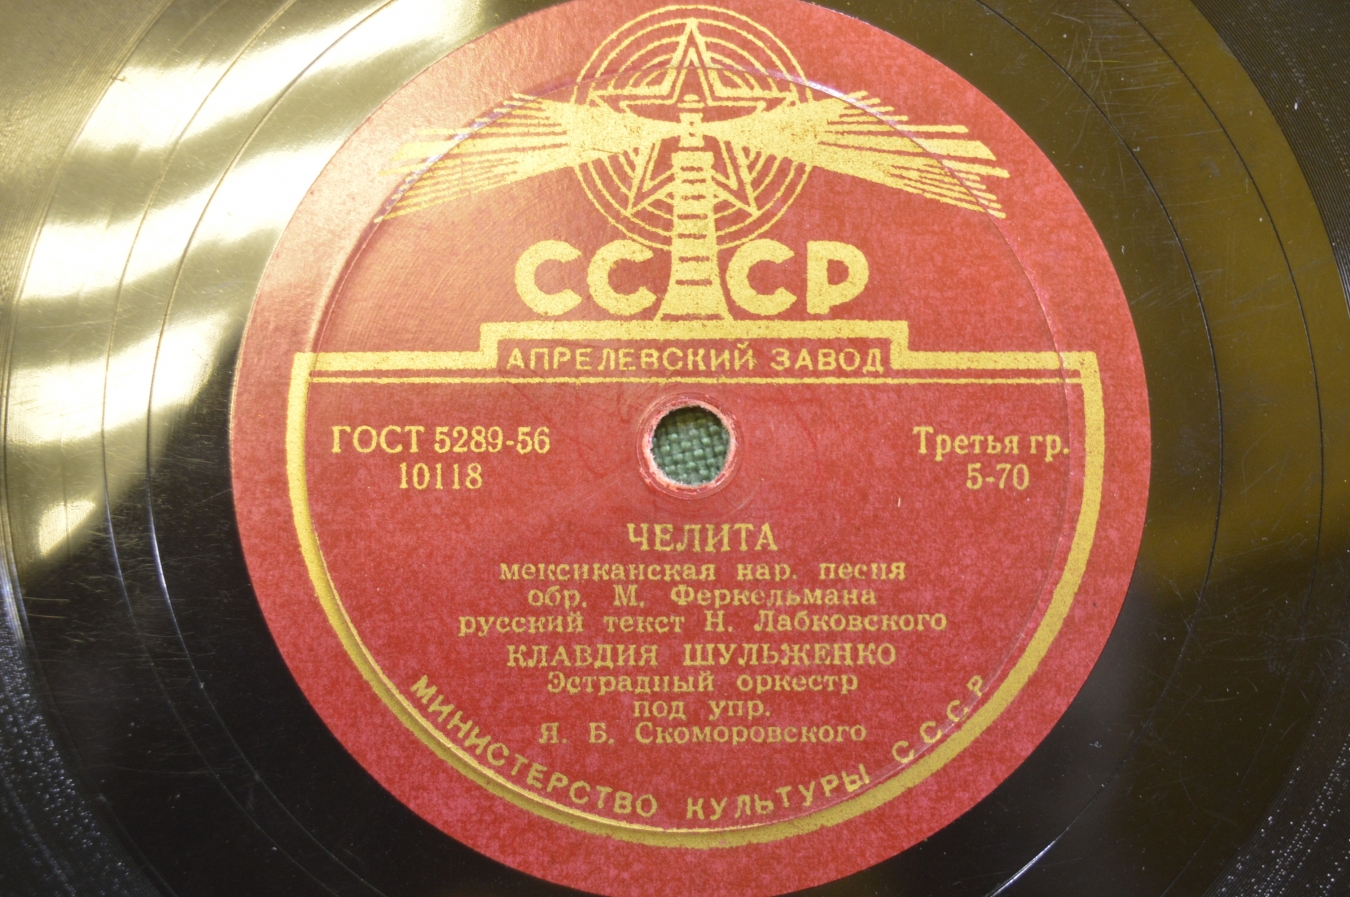 СССР
АПРЕЛЕВСКИЙ ЗАВОД
ГОСТ 5289-56
10118
Третья гр.
5-70
ЧЕЛИТА
мексиканская нар. песня
обр. М. Феркельмана
русский текст Н. Лабковского
КЛАВДИЯ ШУЛЬЖЕНКО
Эстрадный оркестр
под упр.
Я. Б. Скоморовского
МИНИСТЕРСТВО КУЛЬТУРЫ СССР